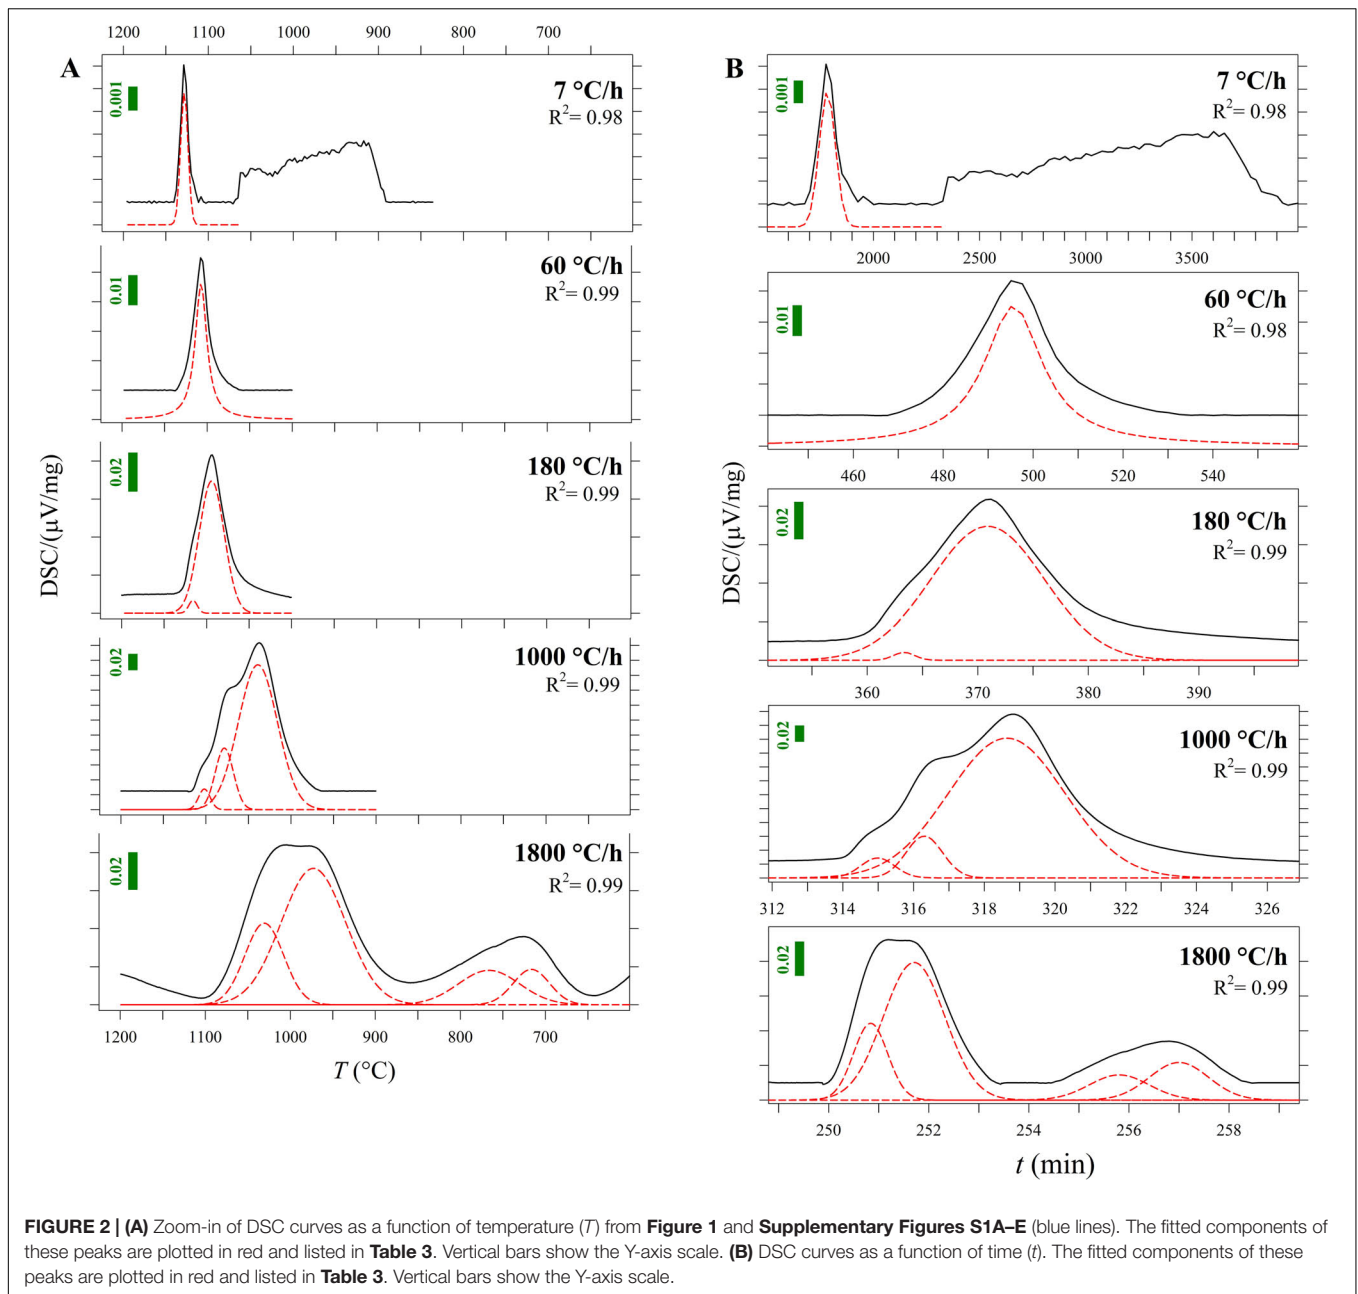 A
1200 1100 1000 900 800 700
0.001
7 °C/h
R²= 0.98
0.01
60 °C/h
R²= 0.99
0.02
180 °C/h
R²= 0.99
0.02
1000 °C/h
R²= 0.99
0.02
1800 °C/h
R²= 0.99
1200 1100 1000 900 800 700
DSC/(µV/mg)
T (°C)
B
0.001
7 °C/h
R²= 0.98
2000 2500 3000 3500
0.01
60 °C/h
R²= 0.98
460 480 500 520 540
0.02
180 °C/h
R²= 0.99
360 370 380 390
0.02
1000 °C/h
R²= 0.99
312 314 316 318 320 322 324 326
0.02
1800 °C/h
R²= 0.99
250 252 254 256 258
DSC/(µV/mg)
t (min)
FIGURE 2 | (A) Zoom-in of DSC curves as a function of temperature (T) from Figure 1 and Supplementary Figures S1A–E (blue lines). The fitted components of
these peaks are plotted in red and listed in Table 3. Vertical bars show the Y-axis scale. (B) DSC curves as a function of time (t). The fitted components of these
peaks are plotted in red and listed in Table 3. Vertical bars show the Y-axis scale.